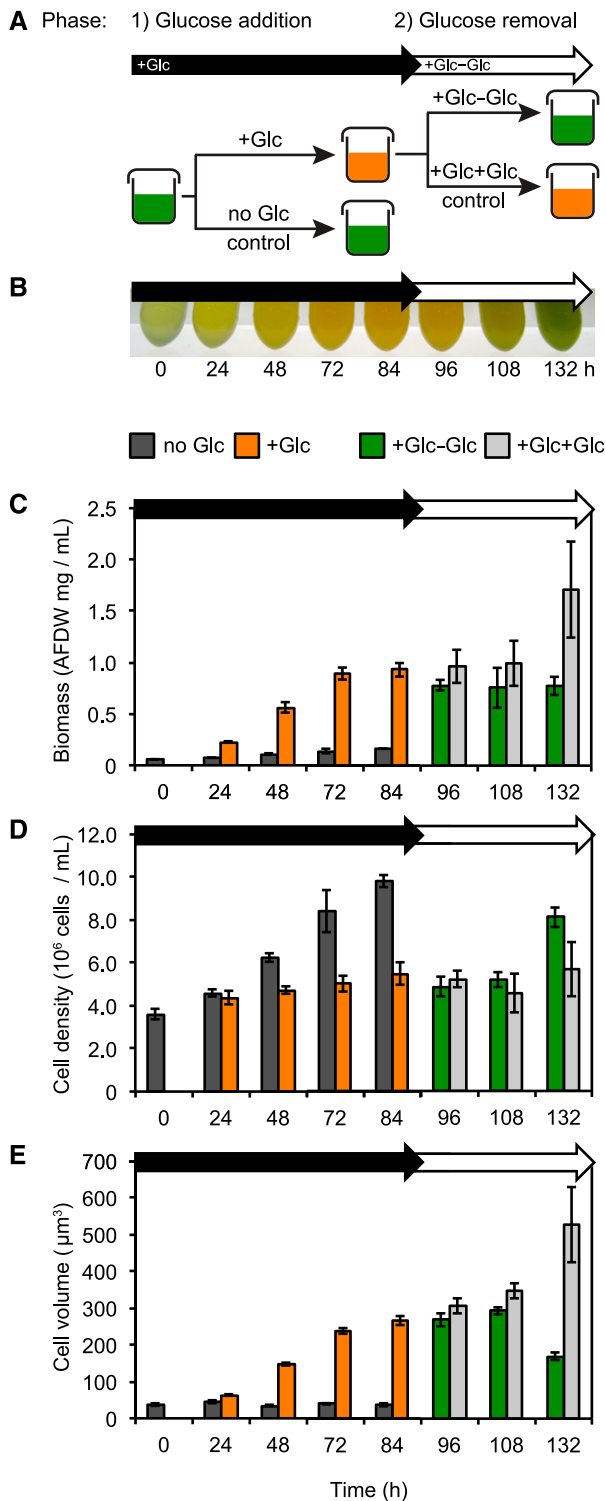 A Phase: 1) Glucose addition 2) Glucose removal
+Glc +Glc–Glc
+Glc–Glc
+Glc +Glc+Glc
control
no Glc
control
B
0 24 48 72 84 96 108 132 h
no Glc +Glc +Glc–Glc +Glc+Glc
C
Biomass (AFDW mg / mL)
2.5
2.0
1.5
1.0
0.5
0
0 24 48 72 84 96 108 132
D
Cell density (10⁶ cells / mL)
12.0
10.0
8.0
6.0
4.0
2.0
0
0 24 48 72 84 96 108 132
E
Cell volume (µm³)
700
600
500
400
300
200
100
0
0 24 48 72 84 96 108 132
Time (h)